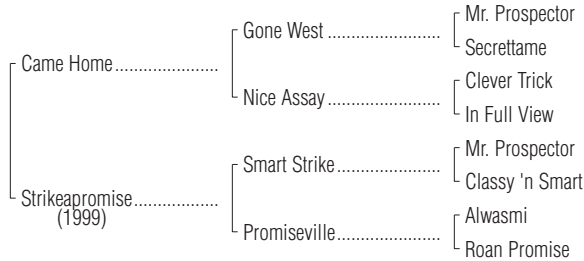 Mr. Prospector
Gone West
Secrettame
Came Home
Clever Trick
Nice Assay
In Full View
Mr. Prospector
Smart Strike
Classy 'n Smart
Strikeapromise
(1999)
Alwasmi
Promiseville
Roan Promise